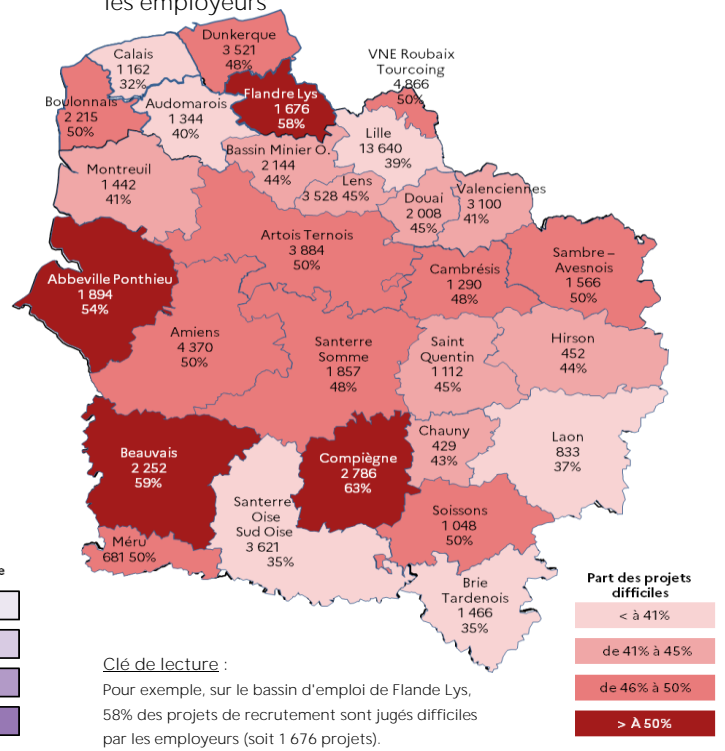 les employeurs
Dunkerque
3 521
48%
Calais
1 162
32%
VNE Roubaix
Tourcoing
4 866
50%
Boulonnais
2 215
50%
Audomarois
1 344
40%
Flandre Lys
1 676
58%
Lille
13 640
39%
Bassin Minier O.
2 144
44%
Montreuil
1 442
41%
Lens
3 528 45%
Douai
2 008
45%
Valenciennes
3 100
41%
Artois Ternois
3 884
50%
Cambrésis
1 290
48%
Sambre –
Avesnois
1 566
50%
Abbeville Ponthieu
1 894
54%
Amiens
4 370
50%
Santerre
Somme
1 857
48%
Saint
Quentin
1 112
45%
Hirson
452
44%
Beauvais
2 252
59%
Compiègne
2 786
63%
Chauny
429
43%
Laon
833
37%
Santerre
Oise
Sud Oise
3 621
35%
Soissons
1 048
50%
Méru
681 50%
Brie
Tardenois
1 466
35%
e
Part des projets
difficiles
< à 41%
de 41% à 45%
de 46% à 50%
> À 50%
Clé de lecture :
Pour exemple, sur le bassin d'emploi de Flande Lys,
58% des projets de recrutement sont jugés difficiles
par les employeurs (soit 1 676 projets).